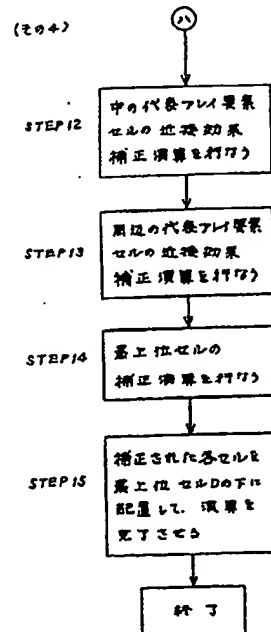 (その4)
ハ
STEP12
中の代表アレイ要素
セルの近接効果
補正演算を行なう
STEP13
周辺の代表アレイ要素
セルの近接効果
補正演算を行なう
STEP14
最上位セルの
補正演算を行なう
STEP15
補正された各セルを
最上位セルDの下に
配置して、演算を
完了させる
終了